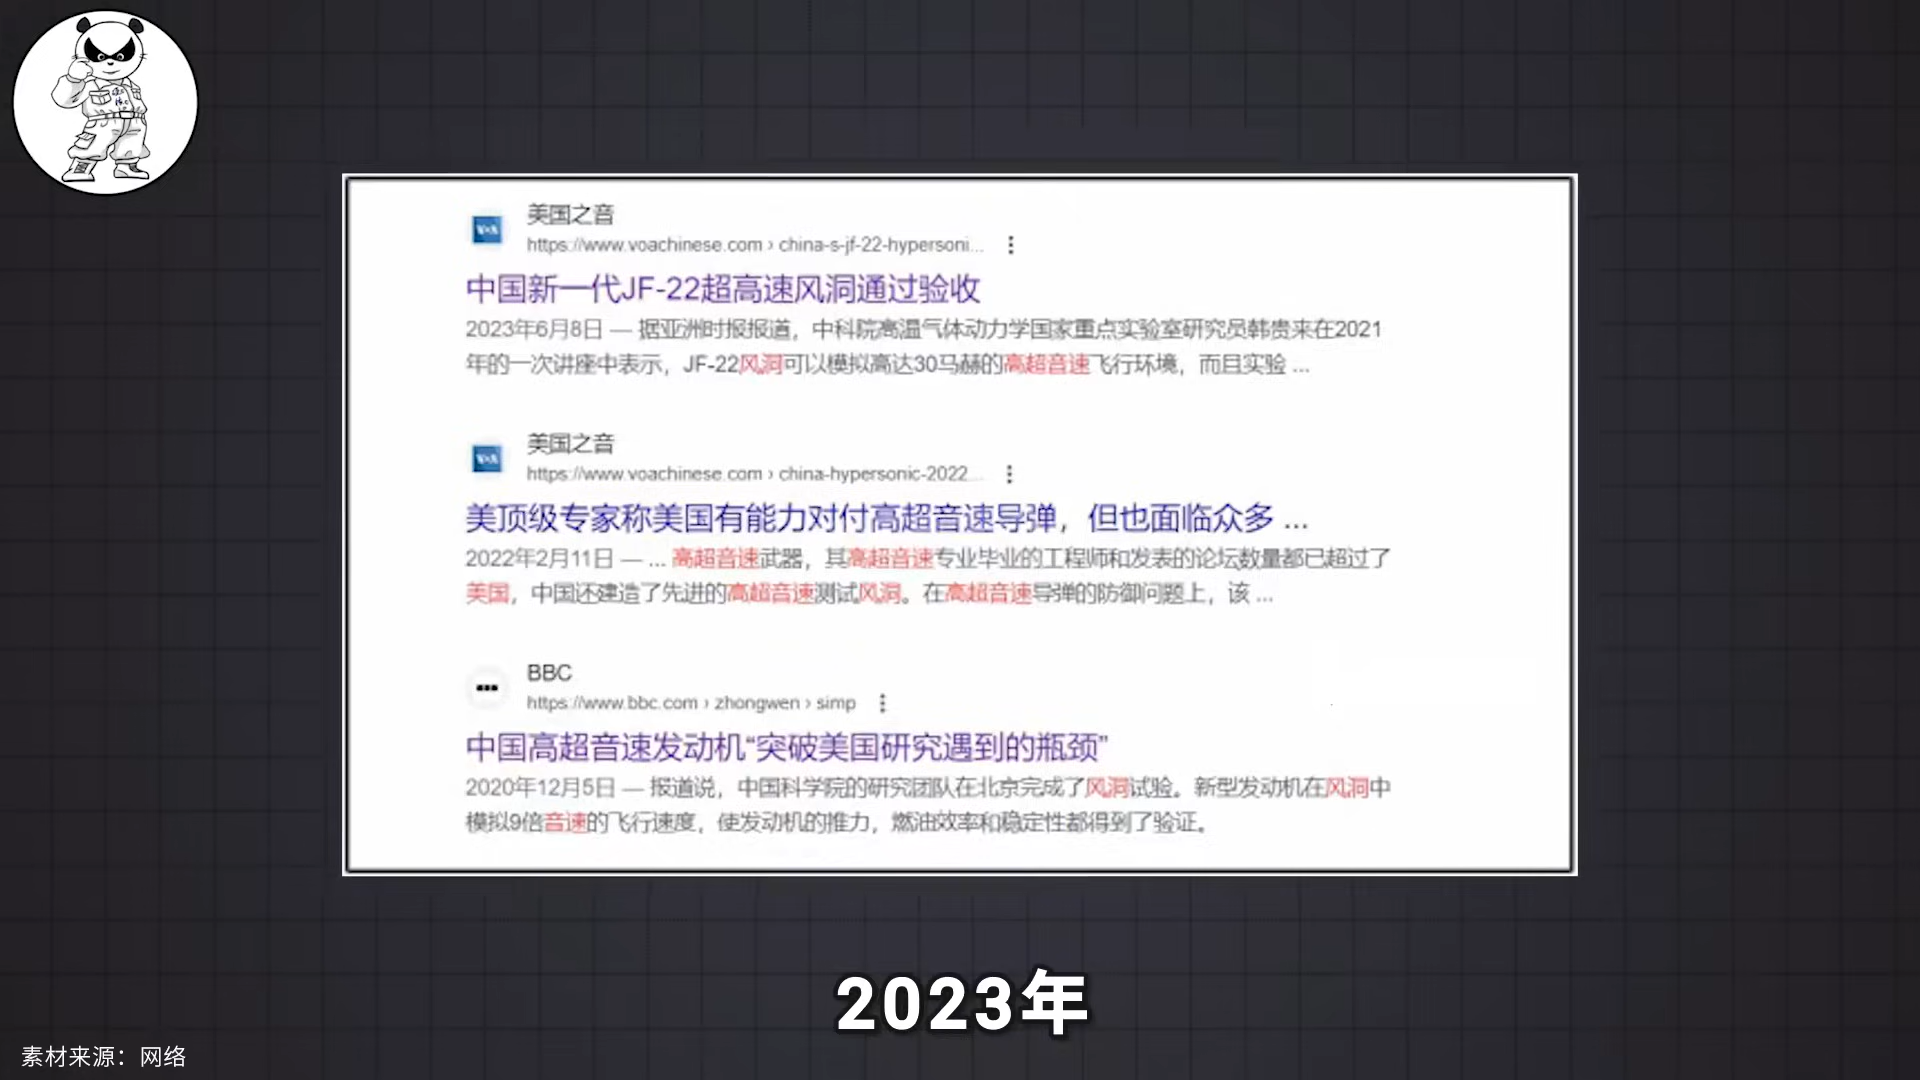 美国之音
https://www.voachinese.com › china-s-jf-22-hypersoni...
中国新一代JF-22超高速风洞通过验收
2023年6月8日 — 据亚洲时报报道，中科院高温气体动力学国家重点实验室研究员韩贵来在2021
年的一次讲座中表示，JF-22风洞可以模拟高达30马赫的高超音速飞行环境，而且实验 ...
美国之音
https://www.voachinese.com › china-hypersonic-2022...
美顶级专家称美国有能力对付高超音速导弹，但也面临众多 ...
2022年2月11日 — ... 高超音速武器，其高超音速专业毕业的工程师和发表的论坛数量都已超过了
美国，中国还建造了先进的高超音速测试风洞。在高超音速导弹的防御问题上，该 ...
BBC
https://www.bbc.com › zhongwen › simp
中国高超音速发动机“突破美国研究遇到的瓶颈”
2020年12月5日 — 报道说，中国科学院的研究团队在北京完成了风洞试验。新型发动机在风洞中
模拟9倍音速的飞行速度，使发动机的推力，燃油效率和稳定性都得到了验证。
2023年
素材来源：网络